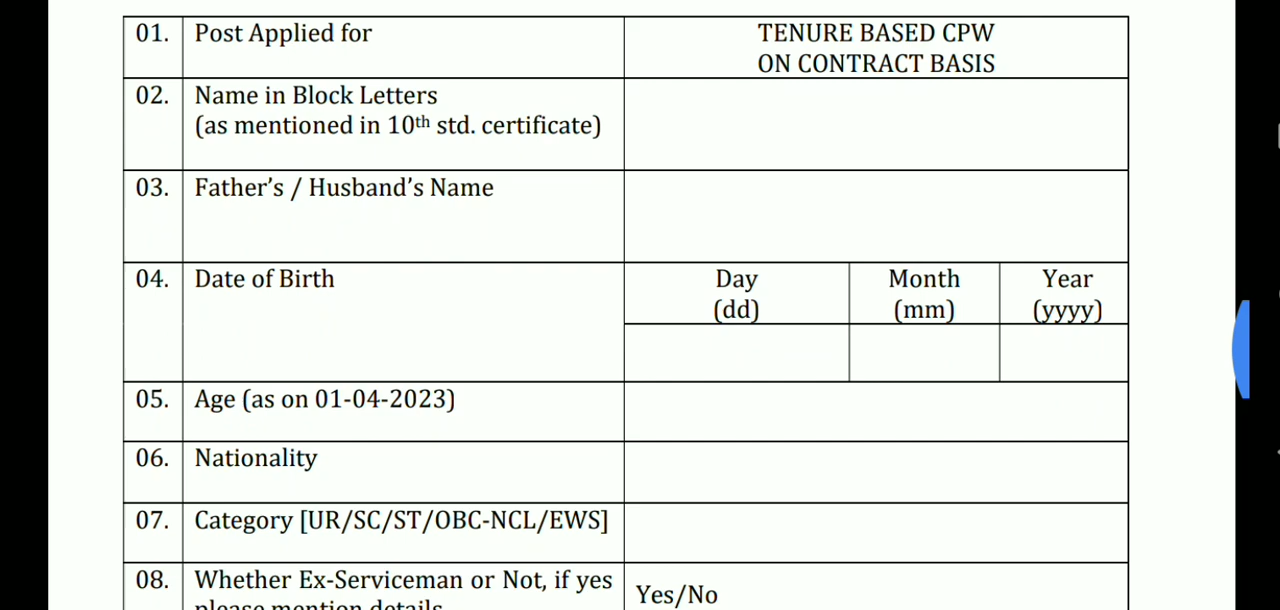 01. Post Applied for TENURE BASED CPW
ON CONTRACT BASIS
02. Name in Block Letters
(as mentioned in 10th std. certificate)
03. Father’s / Husband’s Name
04. Date of Birth Day Month Year
(dd) (mm) (yyyy)
05. Age (as on 01-04-2023)
06. Nationality
07. Category [UR/SC/ST/OBC-NCL/EWS]
08. Whether Ex-Serviceman or Not, if yes Yes/No
please mention details